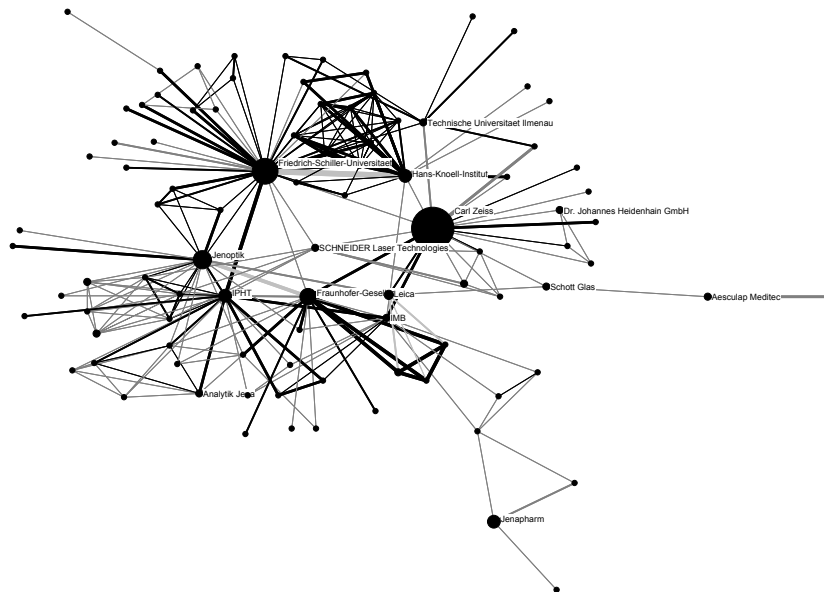 Technische Universitaet Ilmenau
Friedrich-Schiller-Universitaet
Hans-Knoell-Institut
Carl Zeiss
Dr. Johannes Heidenhain GmbH
SCHNEIDER Laser Technologies
Jenoptik
Schott Glas
IPHT
Fraunhofer-Gesell
Leica
Aesculap Meditec
IMB
Analytik Jena
Jenapharm